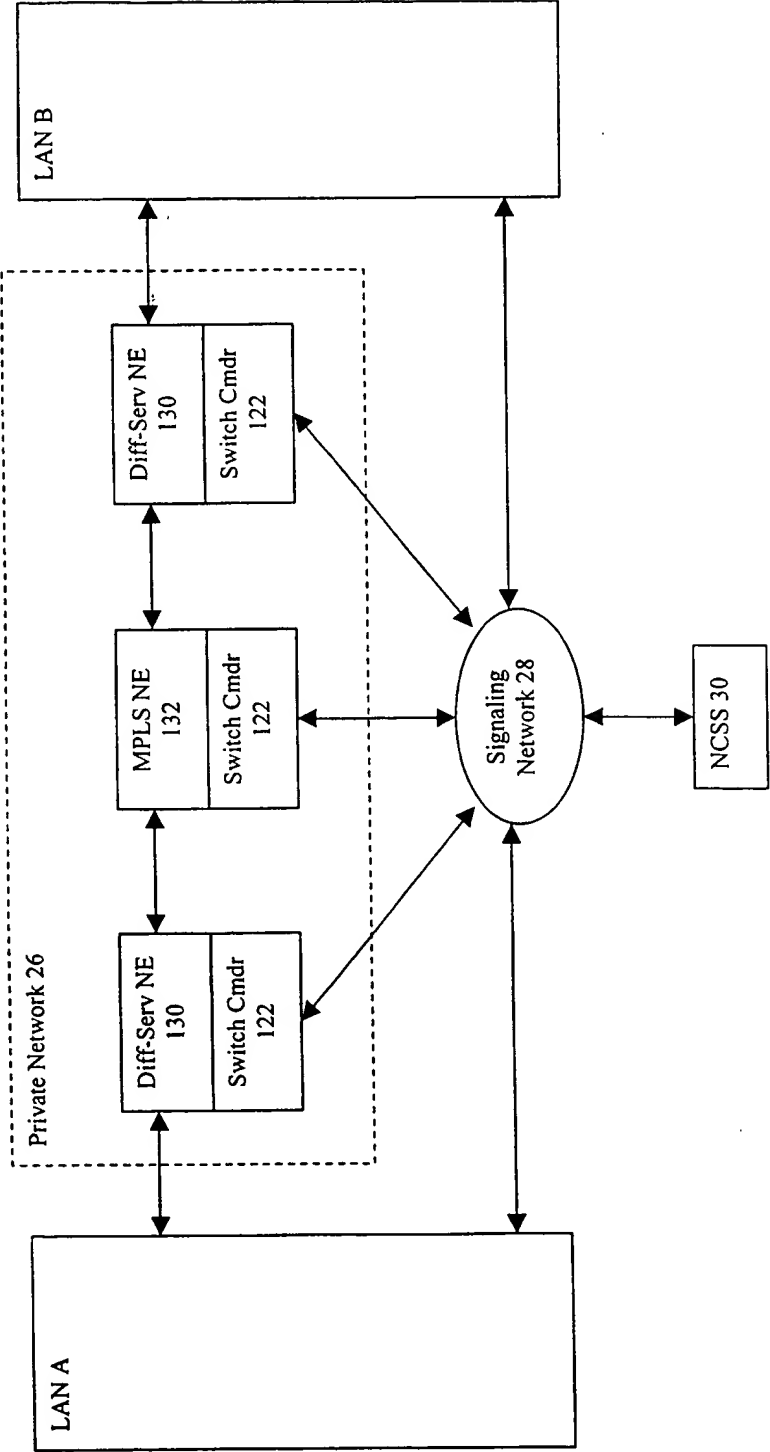 Private Network 26
LAN A
Diff-Serv NE
130
Switch Cmdr
122
MPLS NE
132
Switch Cmdr
122
Diff-Serv NE
130
Switch Cmdr
122
LAN B
Signaling
Network 28
NCSS 30